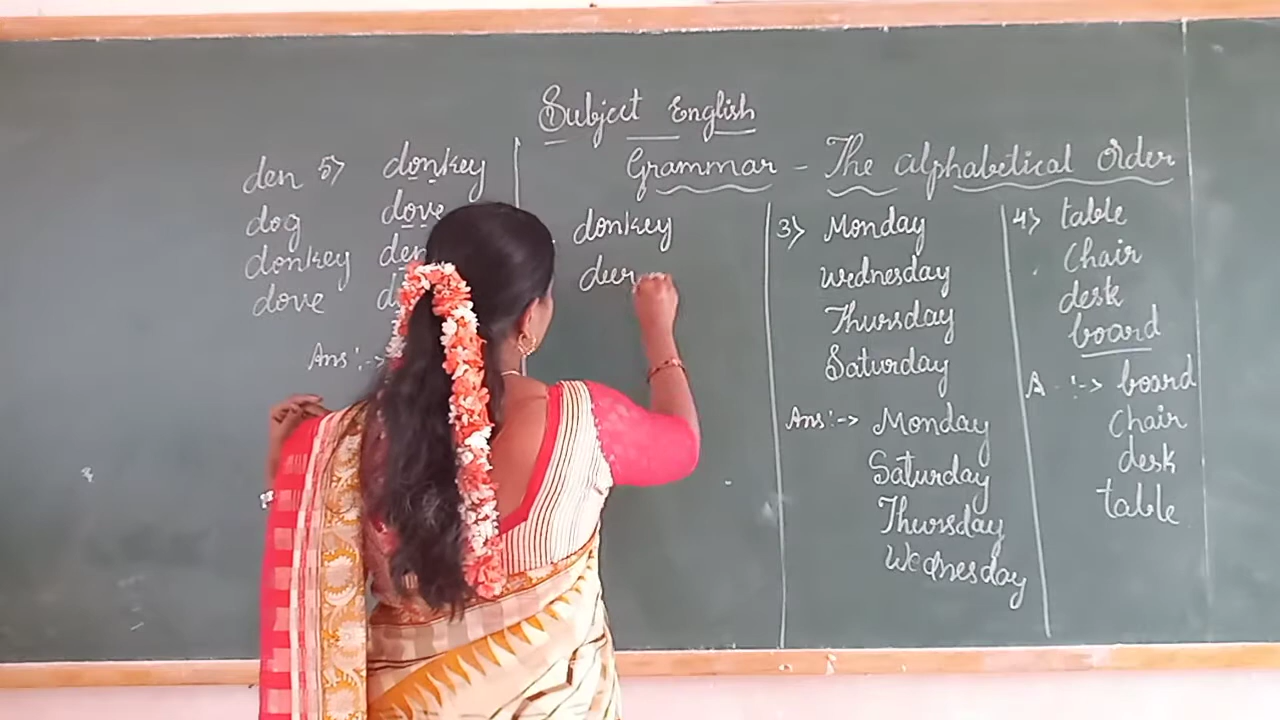 Subject English
Grammar - The alphabetical Order
den
dog
donkey
dove
5) donkey
dove
den
Ans :->
donkey
deer
3) Monday
Wednesday
Thursday
Saturday
Ans :-> Monday
Saturday
Thursday
Wednesday
4) table
Chair
desk
board
A :-> board
Chair
desk
table